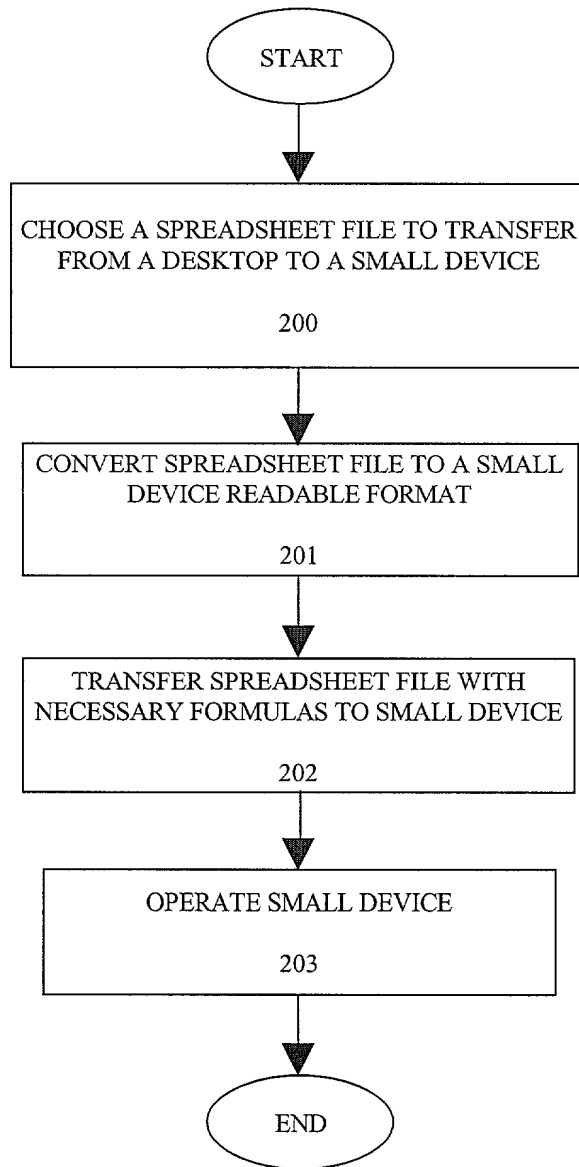 START
CHOOSE A SPREADSHEET FILE TO TRANSFER
FROM A DESKTOP TO A SMALL DEVICE
200
CONVERT SPREADSHEET FILE TO A SMALL
DEVICE READABLE FORMAT
201
TRANSFER SPREADSHEET FILE WITH
NECESSARY FORMULAS TO SMALL DEVICE
202
OPERATE SMALL DEVICE
203
END